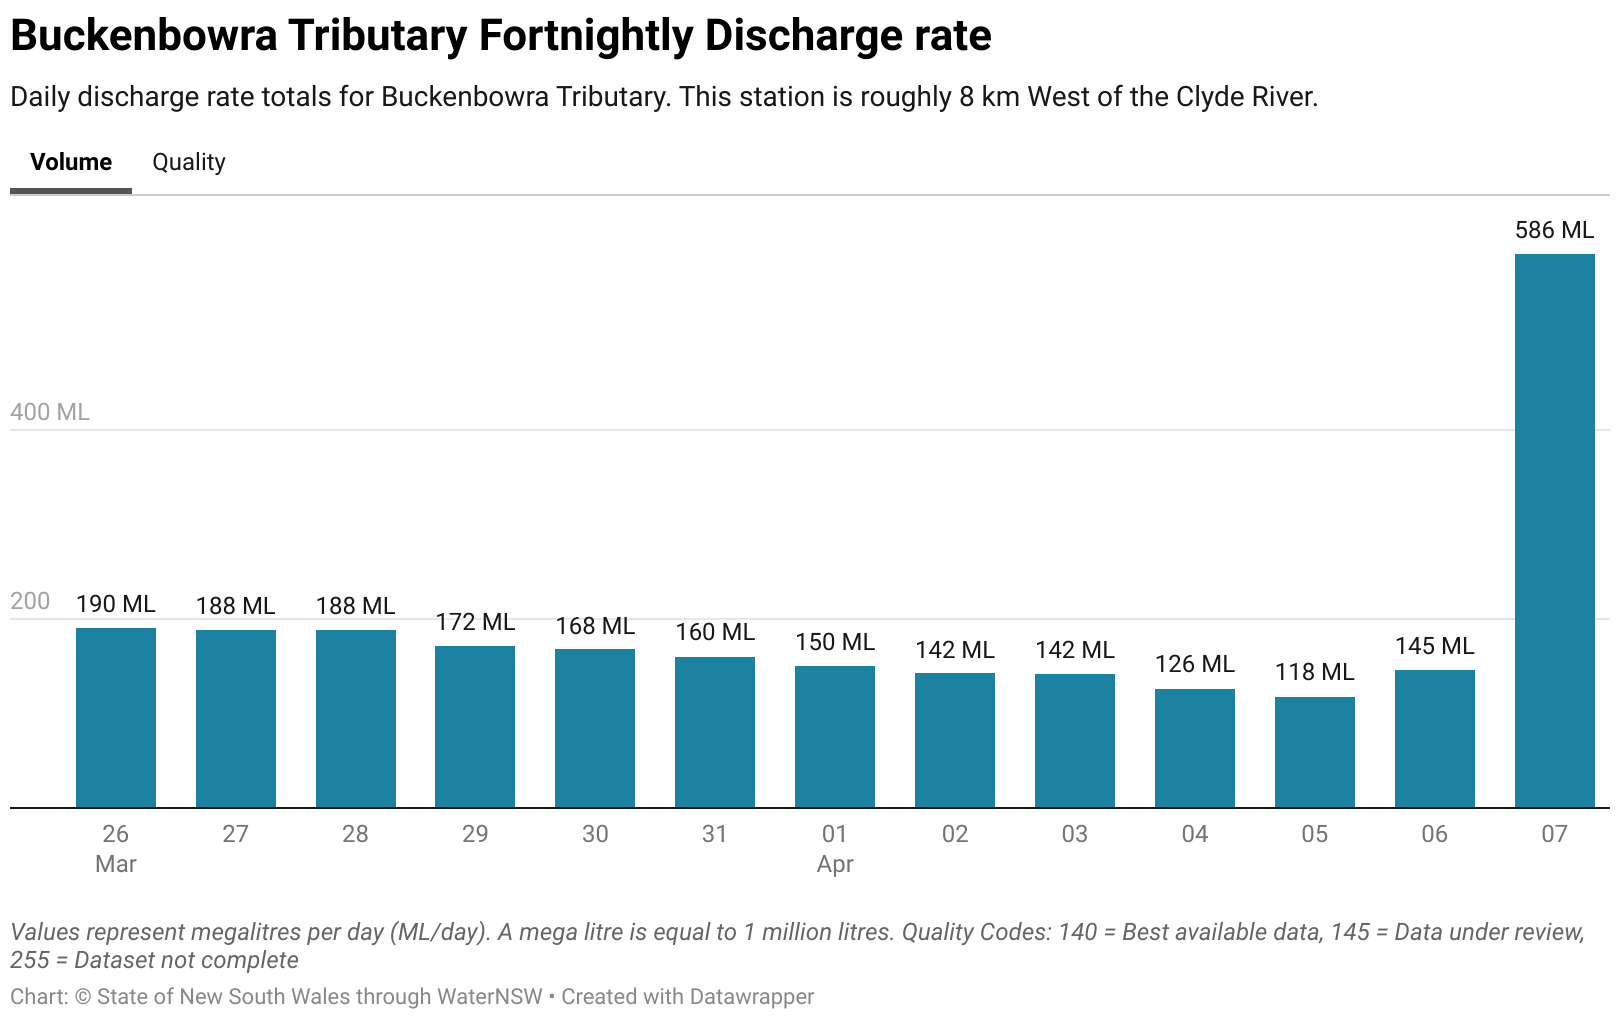 Buckenbowra Tributary Fortnightly Discharge rate
Daily discharge rate totals for Buckenbowra Tributary. This station is roughly 8 km West of the Clyde River.
Volume Quality
586 ML
400 ML
200 190 ML 188 ML 188 ML 172 ML 168 ML 160 ML 150 ML 142 ML 142 ML 126 ML 118 ML 145 ML
26 27 28 29 30 31 01 02 03 04 05 06 07
Mar Apr
Values represent megalitres per day (ML/day). A mega litre is equal to 1 million litres. Quality Codes: 140 = Best available data, 145 = Data under review,
255 = Dataset not complete
Chart: © State of New South Wales through WaterNSW • Created with Datawrapper